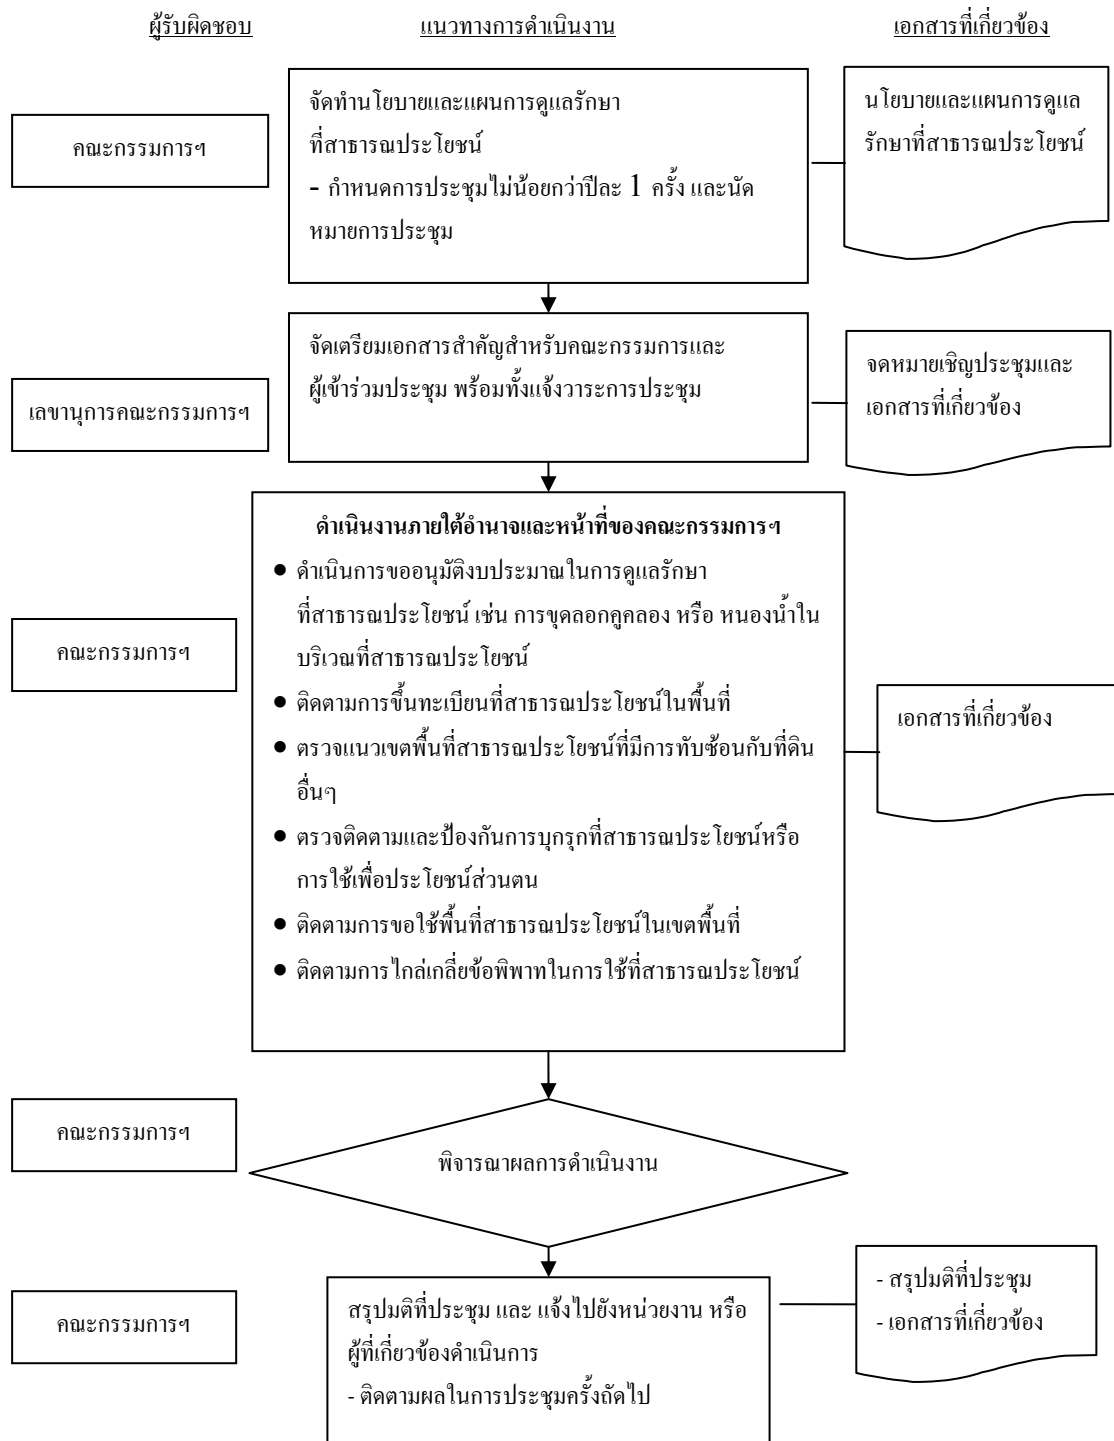 ผู้รับผิดชอบ
แนวทางการดำเนินงาน
เอกสารที่เกี่ยวข้อง
คณะกรรมการฯ
จัดทำนโยบายและแผนการดูแลรักษา
ที่สาธารณประโยชน์
- กำหนดการประชุมไม่น้อยกว่าปีละ 1 ครั้ง และนัด
หมายการประชุม
นโยบายและแผนการดูแล
รักษาที่สาธารณประโยชน์
เลขานุการคณะกรรมการฯ
จัดเตรียมเอกสารสำคัญสำหรับคณะกรรมการและ
ผู้เข้าร่วมประชุม พร้อมทั้งแจ้งวาระการประชุม
จดหมายเชิญประชุมและ
เอกสารที่เกี่ยวข้อง
คณะกรรมการฯ
ดำเนินงานภายใต้อำนาจและหน้าที่ของคณะกรรมการฯ
● ดำเนินการขออนุมัติงบประมาณในการดูแลรักษา
ที่สาธารณประโยชน์ เช่น การขุดลอกคูคลอง หรือ หนองน้ำใน
บริเวณที่สาธารณประโยชน์
● ติดตามการขึ้นทะเบียนที่สาธารณประโยชน์ในพื้นที่
● ตรวจแนวเขตพื้นที่สาธารณประโยชน์ที่มีการทับซ้อนกับที่ดิน
อื่นๆ
● ตรวจติดตามและป้องกันการบุกรุกที่สาธารณประโยชน์หรือ
การใช้เพื่อประโยชน์ส่วนตน
● ติดตามการขอใช้พื้นที่สาธารณประโยชน์ในเขตพื้นที่
● ติดตามการไกล่เกลี่ยข้อพิพาทในการใช้ที่สาธารณประโยชน์
เอกสารที่เกี่ยวข้อง
คณะกรรมการฯ
พิจารณาผลการดำเนินงาน
คณะกรรมการฯ
สรุปมติที่ประชุม และ แจ้งไปยังหน่วยงาน หรือ
ผู้ที่เกี่ยวข้องดำเนินการ
- ติดตามผลในการประชุมครั้งถัดไป
- สรุปมติที่ประชุม
- เอกสารที่เกี่ยวข้อง